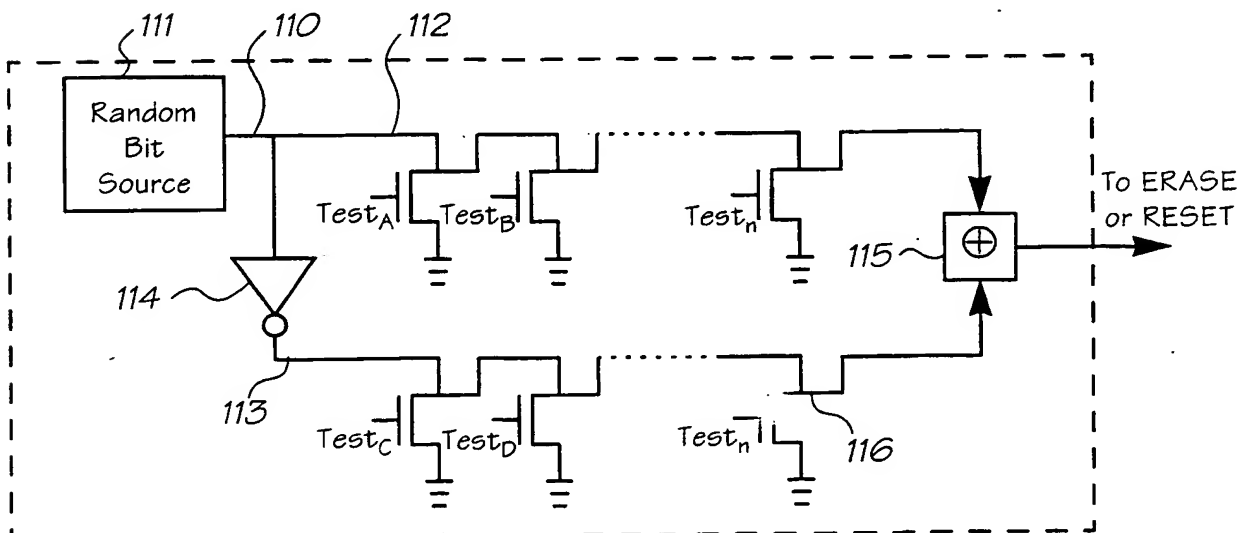 111
110
112
Random
Bit
Source
Test_A
Test_B
Test_n
To ERASE
or RESET
115
⊕
114
113
Test_C
Test_D
Test_n
116